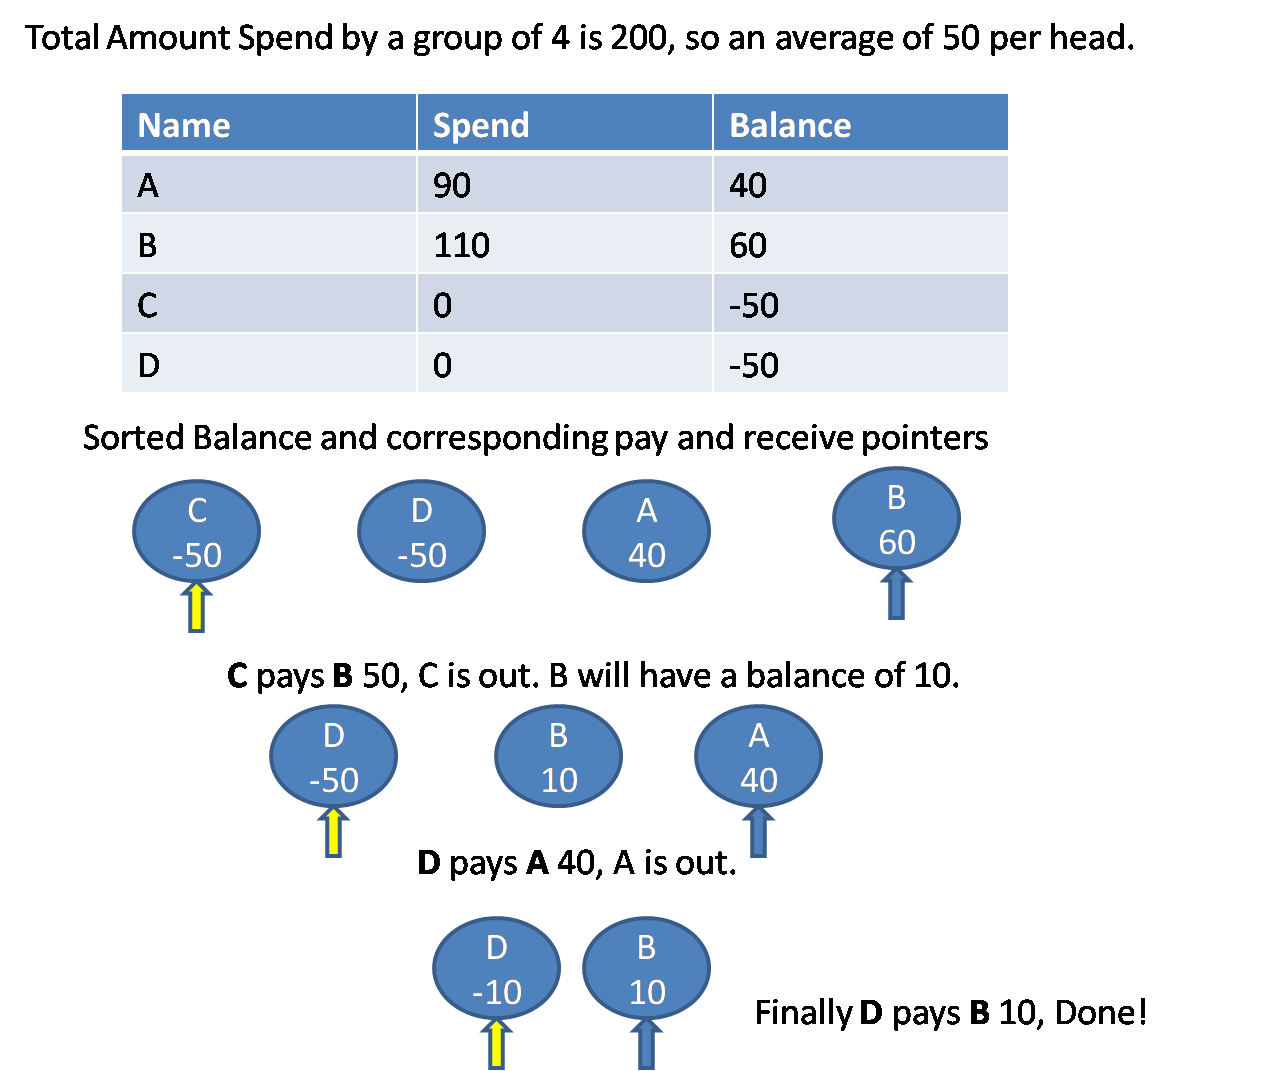 Total Amount Spend by a group of 4 is 200, so an average of 50 per head.
Name Spend Balance
A 90 40
B 110 60
C 0 -50
D 0 -50
Sorted Balance and corresponding pay and receive pointers
C D A B
-50 -50 40 60
C pays B 50, C is out. B will have a balance of 10.
D B A
-50 10 40
D pays A 40, A is out.
D B
-10 10
Finally D pays B 10, Done!